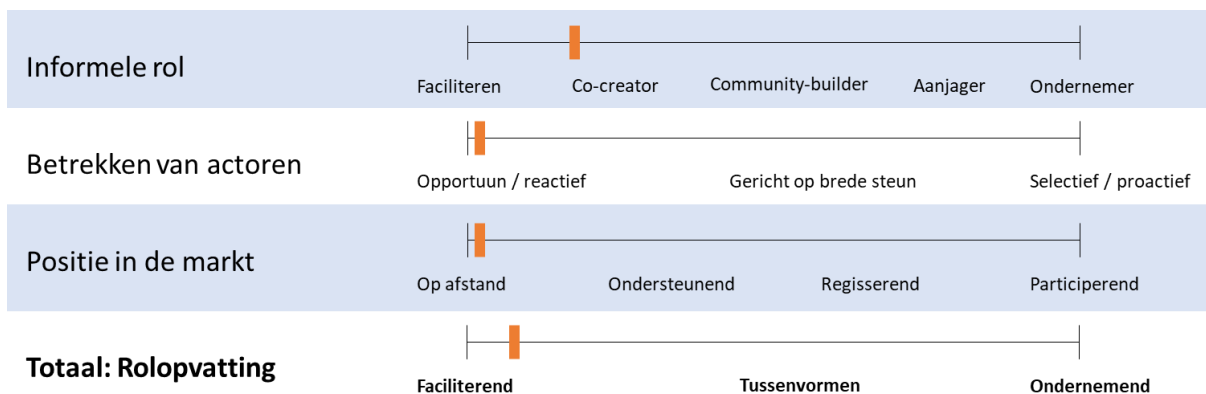 Informele rol
Faciliteren Co-creator Community-builder Aanjager Ondernemer
Betrekken van actoren
Opportuun / reactief Gericht op brede steun Selectief / proactief
Positie in de markt
Op afstand Ondersteunend Regisserend Participerend
Totaal: Rolopvatting
Faciliterend Tussenvormen Ondernemend